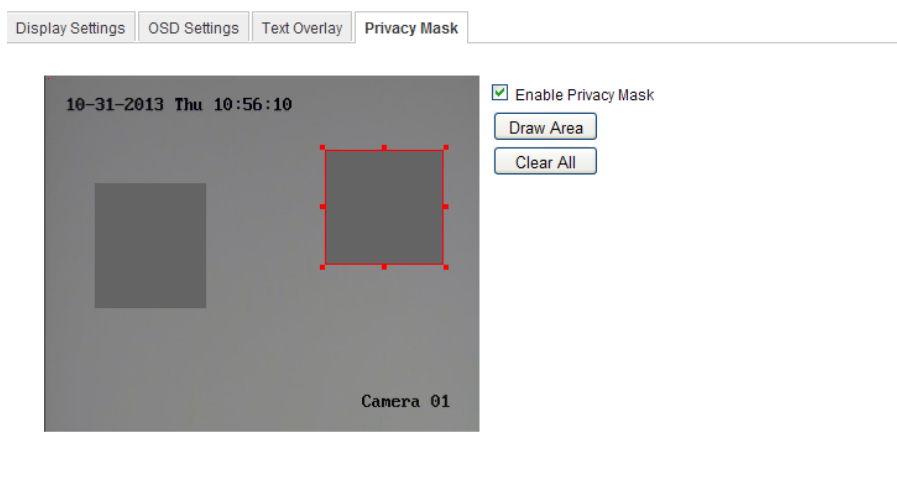 Display Settings OSD Settings Text Overlay Privacy Mask
10-31-2013 Thu 10:56:10
Enable Privacy Mask
Draw Area
Clear All
Camera 01